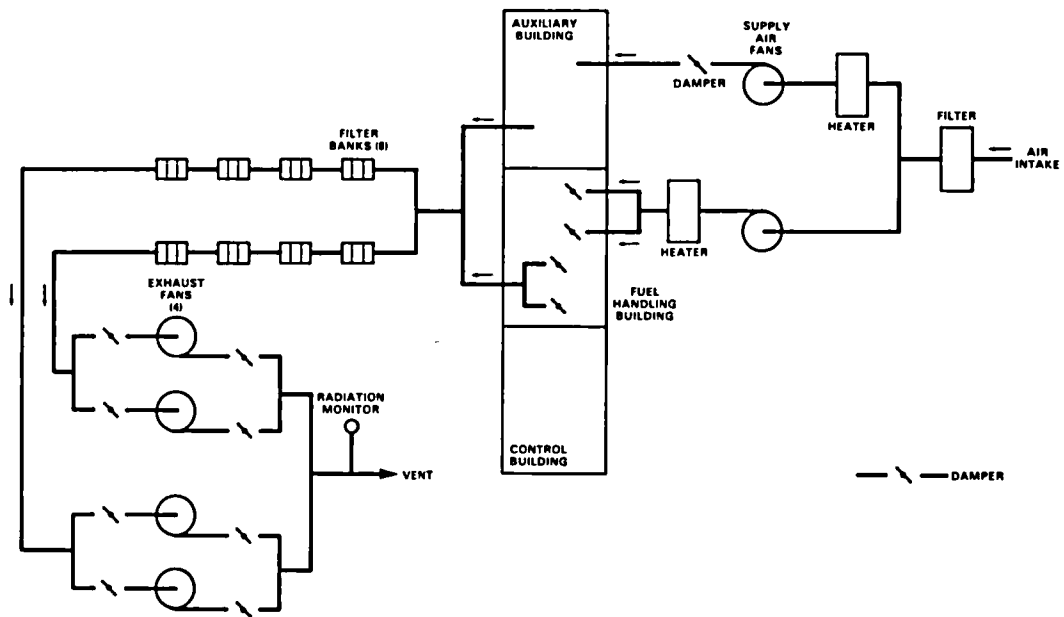 AUXILIARY
BUILDING
SUPPLY
AIR
FANS
DAMPER
HEATER
FILTER
AIR
INTAKE
FILTER
BANKS (8)
HEATER
EXHAUST
FANS
(4)
FUEL
HANDLING
BUILDING
RADIATION
MONITOR
VENT
CONTROL
BUILDING
DAMPER